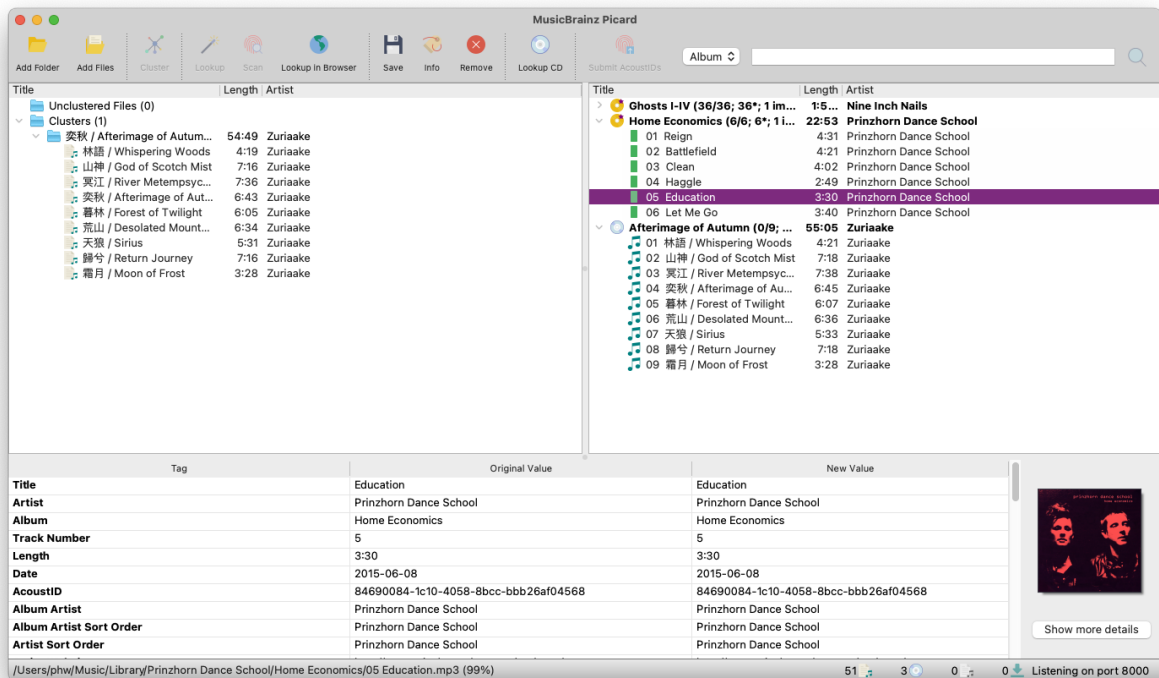 MusicBrainz Picard
Add Folder Add Files Cluster Lookup Scan Lookup in Browser Save Info Remove Lookup CD Submit AcoustIDs Album
Title Length Artist
Unclustered Files (0)
Clusters (1)
奕秋 / Afterimage of Autum... 54:49 Zuriaake
林語 / Whispering Woods 4:19 Zuriaake
山神 / God of Scotch Mist 7:16 Zuriaake
冥江 / River Metempsyc... 7:36 Zuriaake
奕秋 / Afterimage of Aut... 6:43 Zuriaake
暮林 / Forest of Twilight 6:05 Zuriaake
荒山 / Desolated Mount... 6:34 Zuriaake
天狼 / Sirius 5:31 Zuriaake
歸兮 / Return Journey 7:16 Zuriaake
霜月 / Moon of Frost 3:28 Zuriaake
Title Length Artist
Ghosts I-IV (36/36; 36*; 1 im... 1:5... Nine Inch Nails
Home Economics (6/6; 6*; 1 i... 22:53 Prinzhorn Dance School
01 Reign 4:31 Prinzhorn Dance School
02 Battlefield 4:21 Prinzhorn Dance School
03 Clean 4:02 Prinzhorn Dance School
04 Haggle 2:49 Prinzhorn Dance School
05 Education 3:30 Prinzhorn Dance School
06 Let Me Go 3:40 Prinzhorn Dance School
Afterimage of Autumn (0/9; ... 55:05 Zuriaake
01 林語 / Whispering Woods 4:21 Zuriaake
02 山神 / God of Scotch Mist 7:18 Zuriaake
03 冥江 / River Metempsyc... 7:38 Zuriaake
04 奕秋 / Afterimage of Au... 6:45 Zuriaake
05 暮林 / Forest of Twilight 6:07 Zuriaake
06 荒山 / Desolated Mount... 6:36 Zuriaake
07 天狼 / Sirius 5:33 Zuriaake
08 歸兮 / Return Journey 7:18 Zuriaake
09 霜月 / Moon of Frost 3:28 Zuriaake
Tag Original Value New Value
Title Education Education
Artist Prinzhorn Dance School Prinzhorn Dance School
Album Home Economics Home Economics
Track Number 5 5
Length 3:30 3:30
Date 2015-06-08 2015-06-08
AcoustID 84690084-1c10-4058-8bcc-bbb26af04568 84690084-1c10-4058-8bcc-bbb26af04568
Album Artist Prinzhorn Dance School Prinzhorn Dance School
Album Artist Sort Order Prinzhorn Dance School Prinzhorn Dance School
Artist Sort Order Prinzhorn Dance School Prinzhorn Dance School
prinzhorn dance school
home economics
Show more details
/Users/phw/Music/Library/Prinzhorn Dance School/Home Economics/05 Education.mp3 (99%) 51 3 0 0 Listening on port 8000